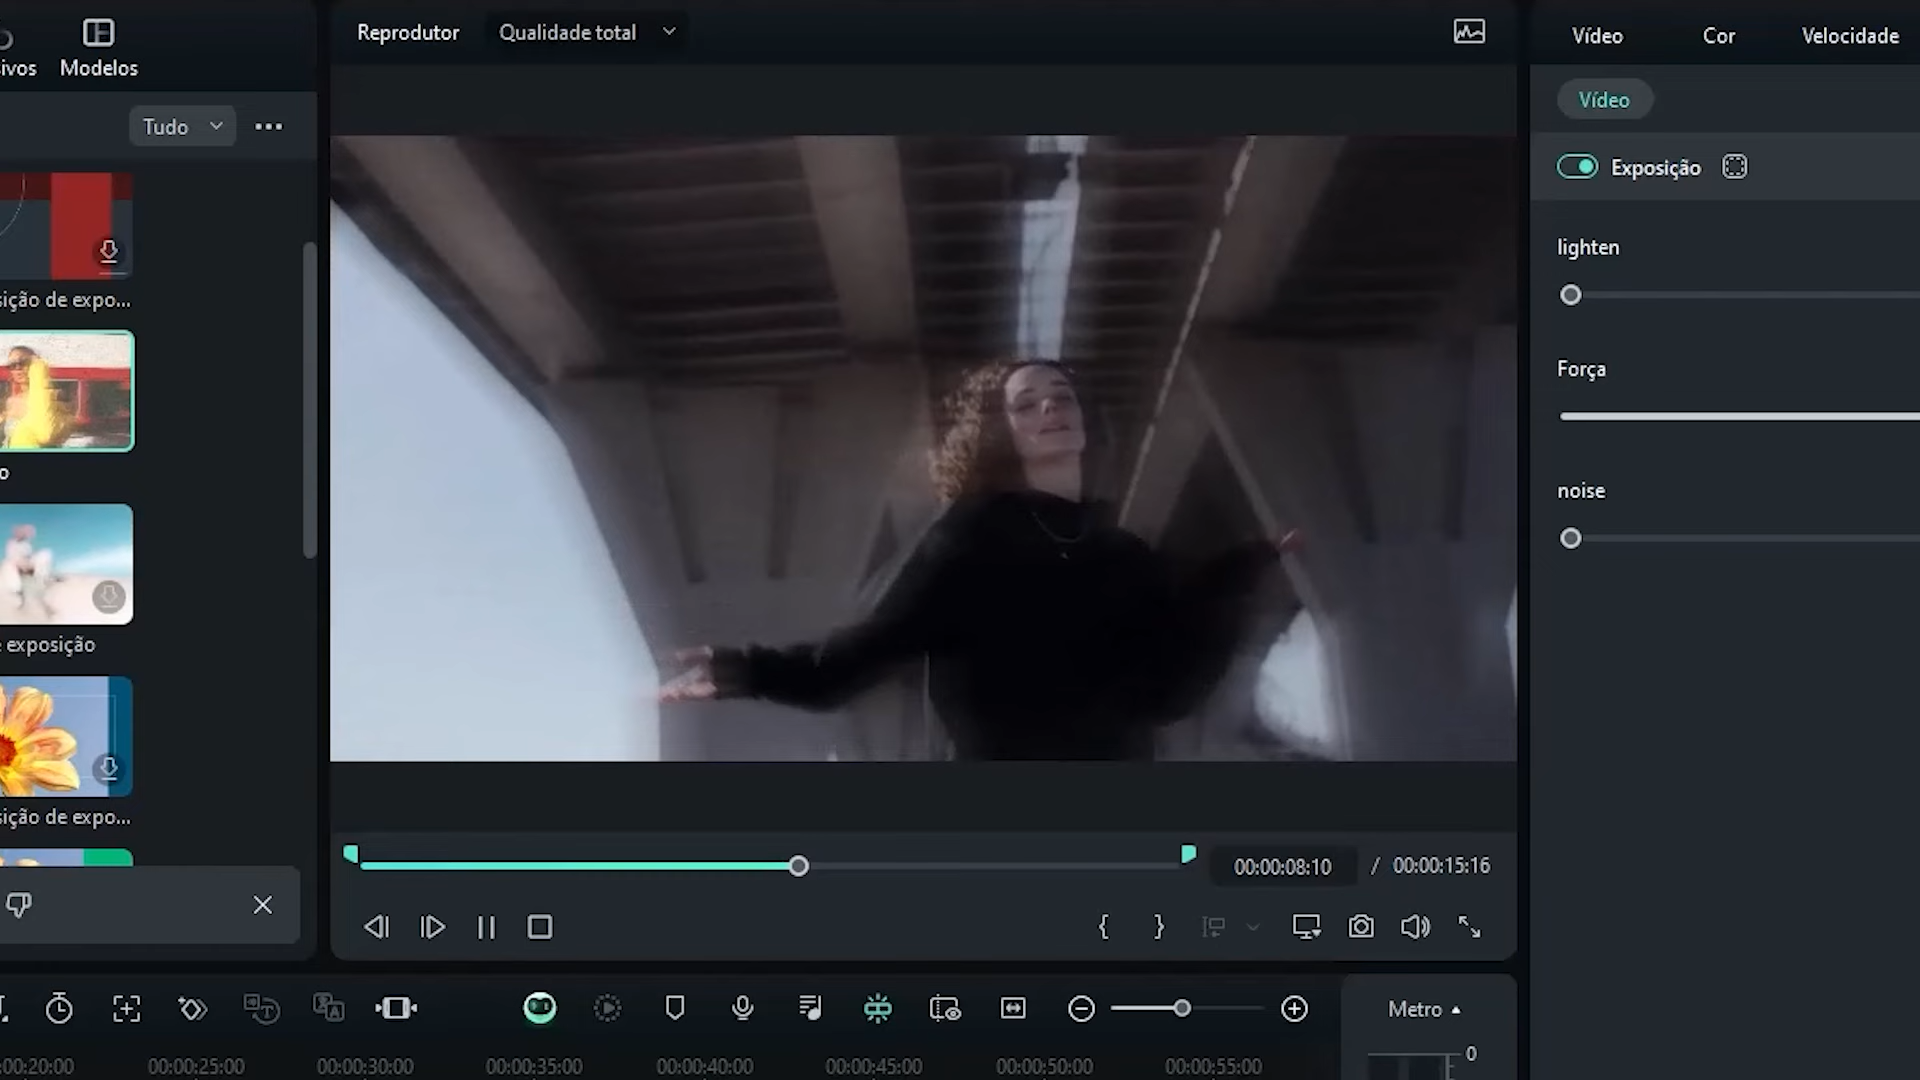 Modelos
Tudo
ição de expo...
exposição
ição de expo...
Reprodutor
Qualidade total
00:00:08:10 / 00:00:15:16
Vídeo
Cor
Velocidade
Vídeo
Exposição
lighten
Força
noise
00:25:00
00:00:25:00
00:00:30:00
00:00:35:00
00:00:40:00
00:00:45:00
00:00:50:00
00:00:55:00
Metro
0